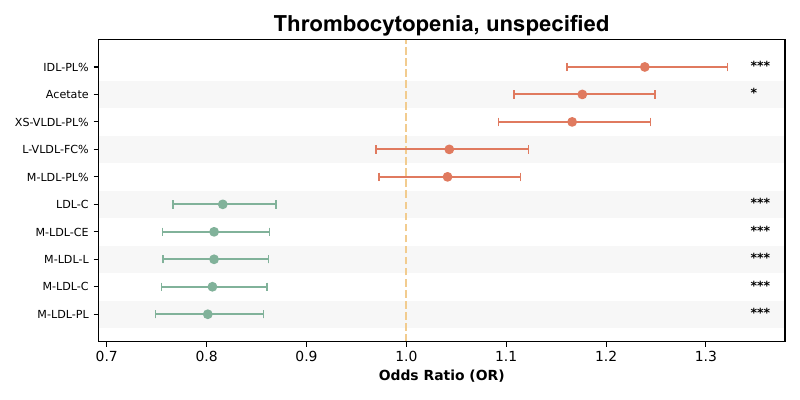 Thrombocytopenia, unspecified
IDL-PL% ***
Acetate *
XS-VLDL-PL%
L-VLDL-FC%
M-LDL-PL%
LDL-C ***
M-LDL-CE ***
M-LDL-L ***
M-LDL-C ***
M-LDL-PL ***
0.7 0.8 0.9 1.0 1.1 1.2 1.3
Odds Ratio (OR)